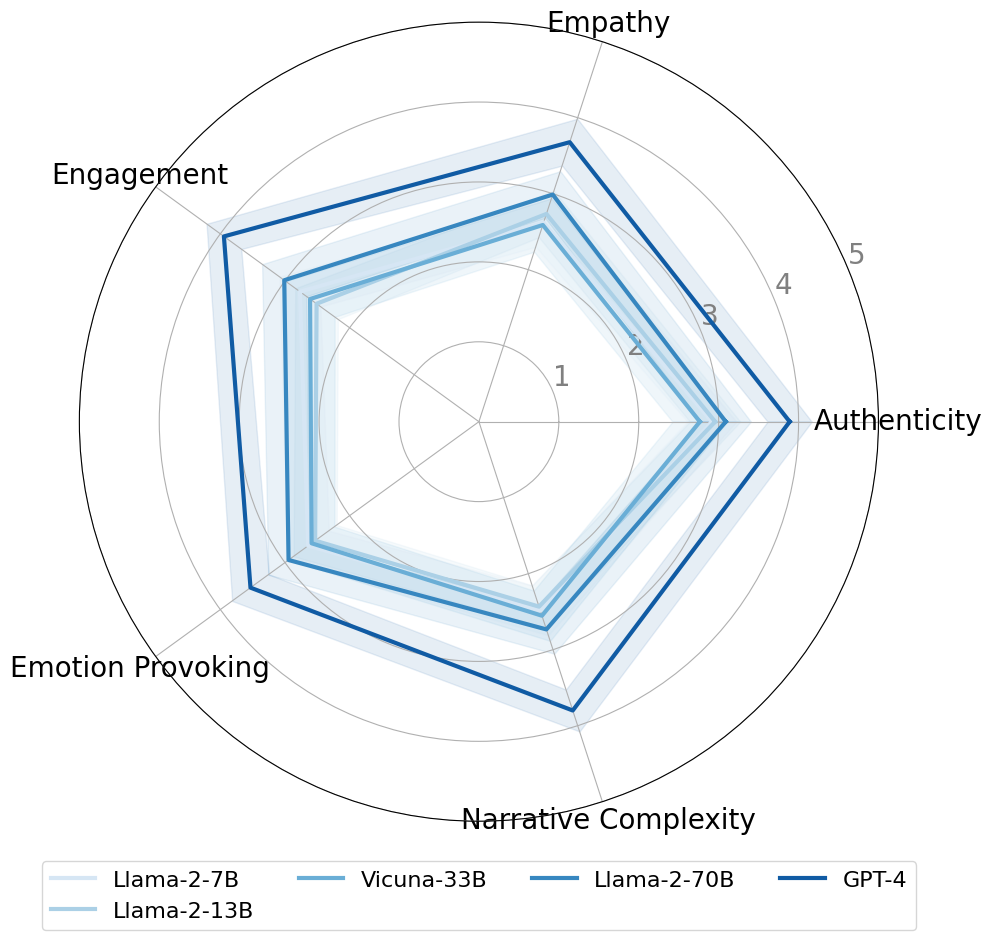 Empathy
Engagement
5
4
3
2
1
Authenticity
Emotion Provoking
Narrative Complexity
Llama-2-7B
Vicuna-33B
Llama-2-70B
GPT-4
Llama-2-13B